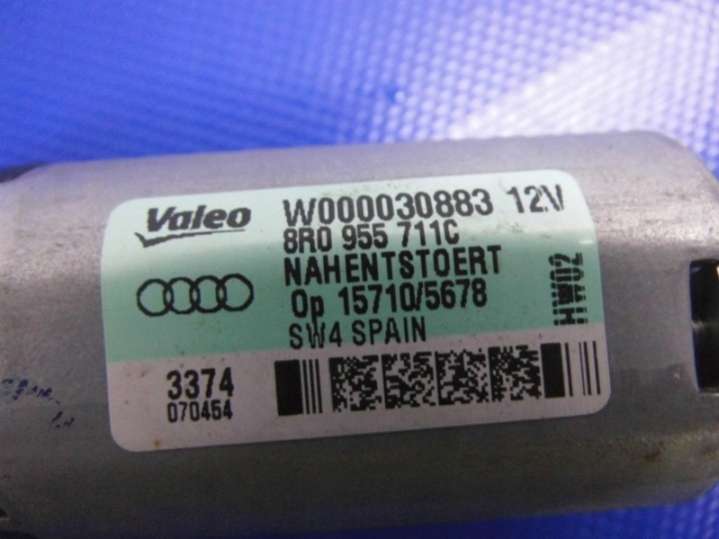 Valeo W000030883 12V
8R0 955 711C
NAHENTSTOERT
Op 15710/5678
SW4 SPAIN
HW02
3374
070454